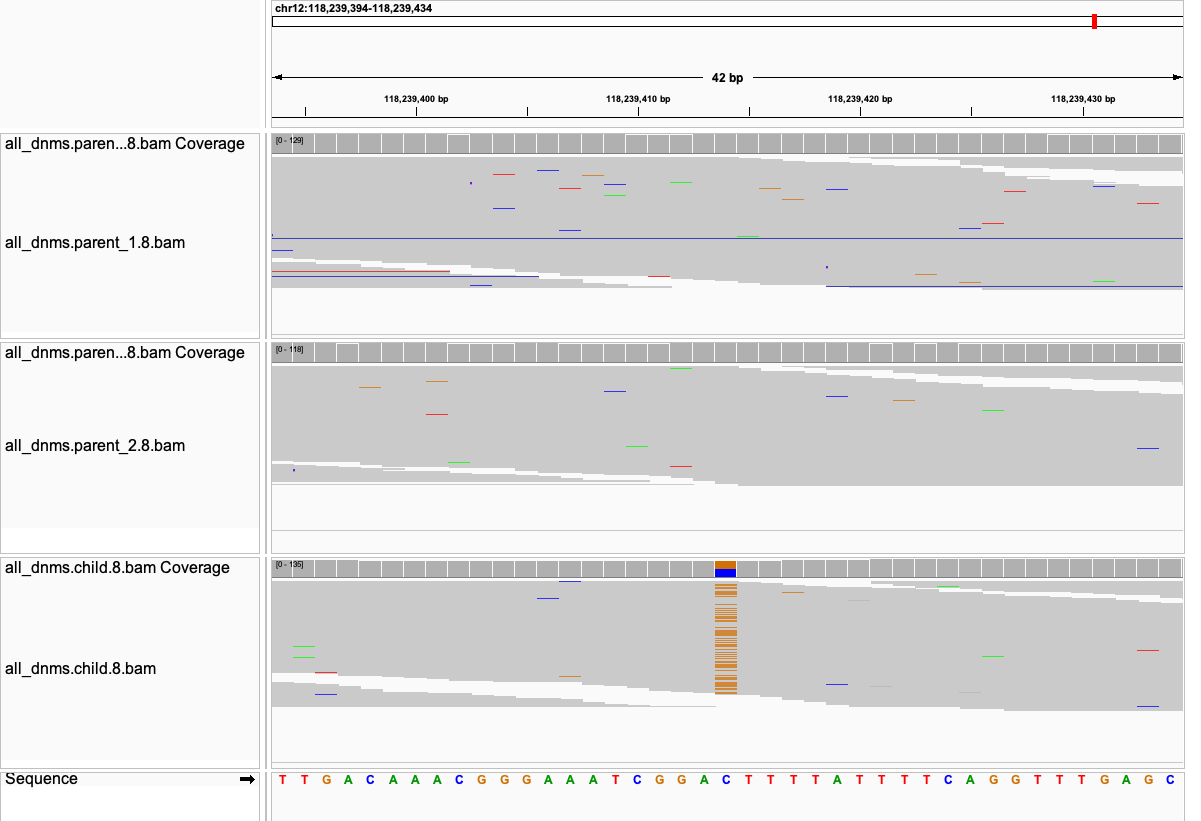 chr12:118,239,394-118,239,434
42 bp
118,239,400 bp 118,239,410 bp 118,239,420 bp 118,239,430 bp
all_dnms.paren...8.bam Coverage
[0 - 129]
all_dnms.parent_1.8.bam
all_dnms.paren...8.bam Coverage
[0 - 118]
all_dnms.parent_2.8.bam
all_dnms.child.8.bam Coverage
[0 - 135]
all_dnms.child.8.bam
Sequence
T T G A C A A A C G G G A A A T C G G A C T T T T A T T T T C A G G T T T G A G C